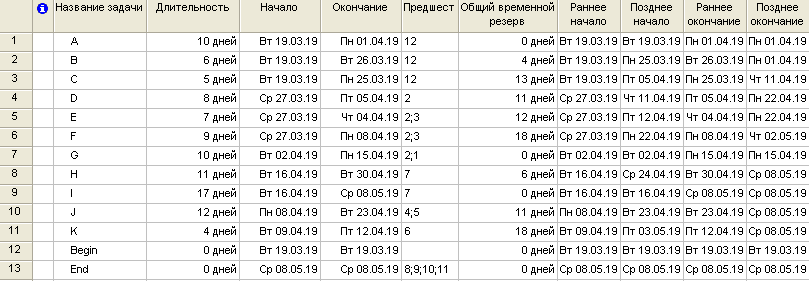 Название задачи Длительность Начало Окончание Предшест Общий временной резерв Раннее начало Позднее начало Раннее окончание Позднее окончание
1 A 10 дней Вт 19.03.19 Пн 01.04.19 12 0 дней Вт 19.03.19 Вт 19.03.19 Пн 01.04.19 Пн 01.04.19
2 B 6 дней Вт 19.03.19 Вт 26.03.19 12 4 дней Вт 19.03.19 Пн 25.03.19 Вт 26.03.19 Пн 01.04.19
3 C 5 дней Вт 19.03.19 Пн 25.03.19 12 13 дней Вт 19.03.19 Пт 05.04.19 Пн 25.03.19 Чт 11.04.19
4 D 8 дней Ср 27.03.19 Пт 05.04.19 2 11 дней Ср 27.03.19 Чт 11.04.19 Пт 05.04.19 Пн 22.04.19
5 E 7 дней Ср 27.03.19 Чт 04.04.19 2;3 12 дней Ср 27.03.19 Пт 12.04.19 Чт 04.04.19 Пн 22.04.19
6 F 9 дней Ср 27.03.19 Пн 08.04.19 2;3 18 дней Ср 27.03.19 Пн 22.04.19 Пн 08.04.19 Чт 02.05.19
7 G 10 дней Вт 02.04.19 Пн 15.04.19 2;1 0 дней Вт 02.04.19 Вт 02.04.19 Пн 15.04.19 Пн 15.04.19
8 H 11 дней Вт 16.04.19 Вт 30.04.19 7 6 дней Вт 16.04.19 Ср 24.04.19 Вт 30.04.19 Ср 08.05.19
9 I 17 дней Вт 16.04.19 Ср 08.05.19 7 0 дней Вт 16.04.19 Вт 16.04.19 Ср 08.05.19 Ср 08.05.19
10 J 12 дней Пн 08.04.19 Вт 23.04.19 4;5 11 дней Пн 08.04.19 Вт 23.04.19 Вт 23.04.19 Ср 08.05.19
11 K 4 дней Вт 09.04.19 Пт 12.04.19 6 18 дней Вт 09.04.19 Пт 03.05.19 Пт 12.04.19 Ср 08.05.19
12 Begin 0 дней Вт 19.03.19 Вт 19.03.19 0 дней Вт 19.03.19 Вт 19.03.19 Вт 19.03.19 Вт 19.03.19
13 End 0 дней Ср 08.05.19 Ср 08.05.19 8;9;10;11 0 дней Ср 08.05.19 Ср 08.05.19 Ср 08.05.19 Ср 08.05.19